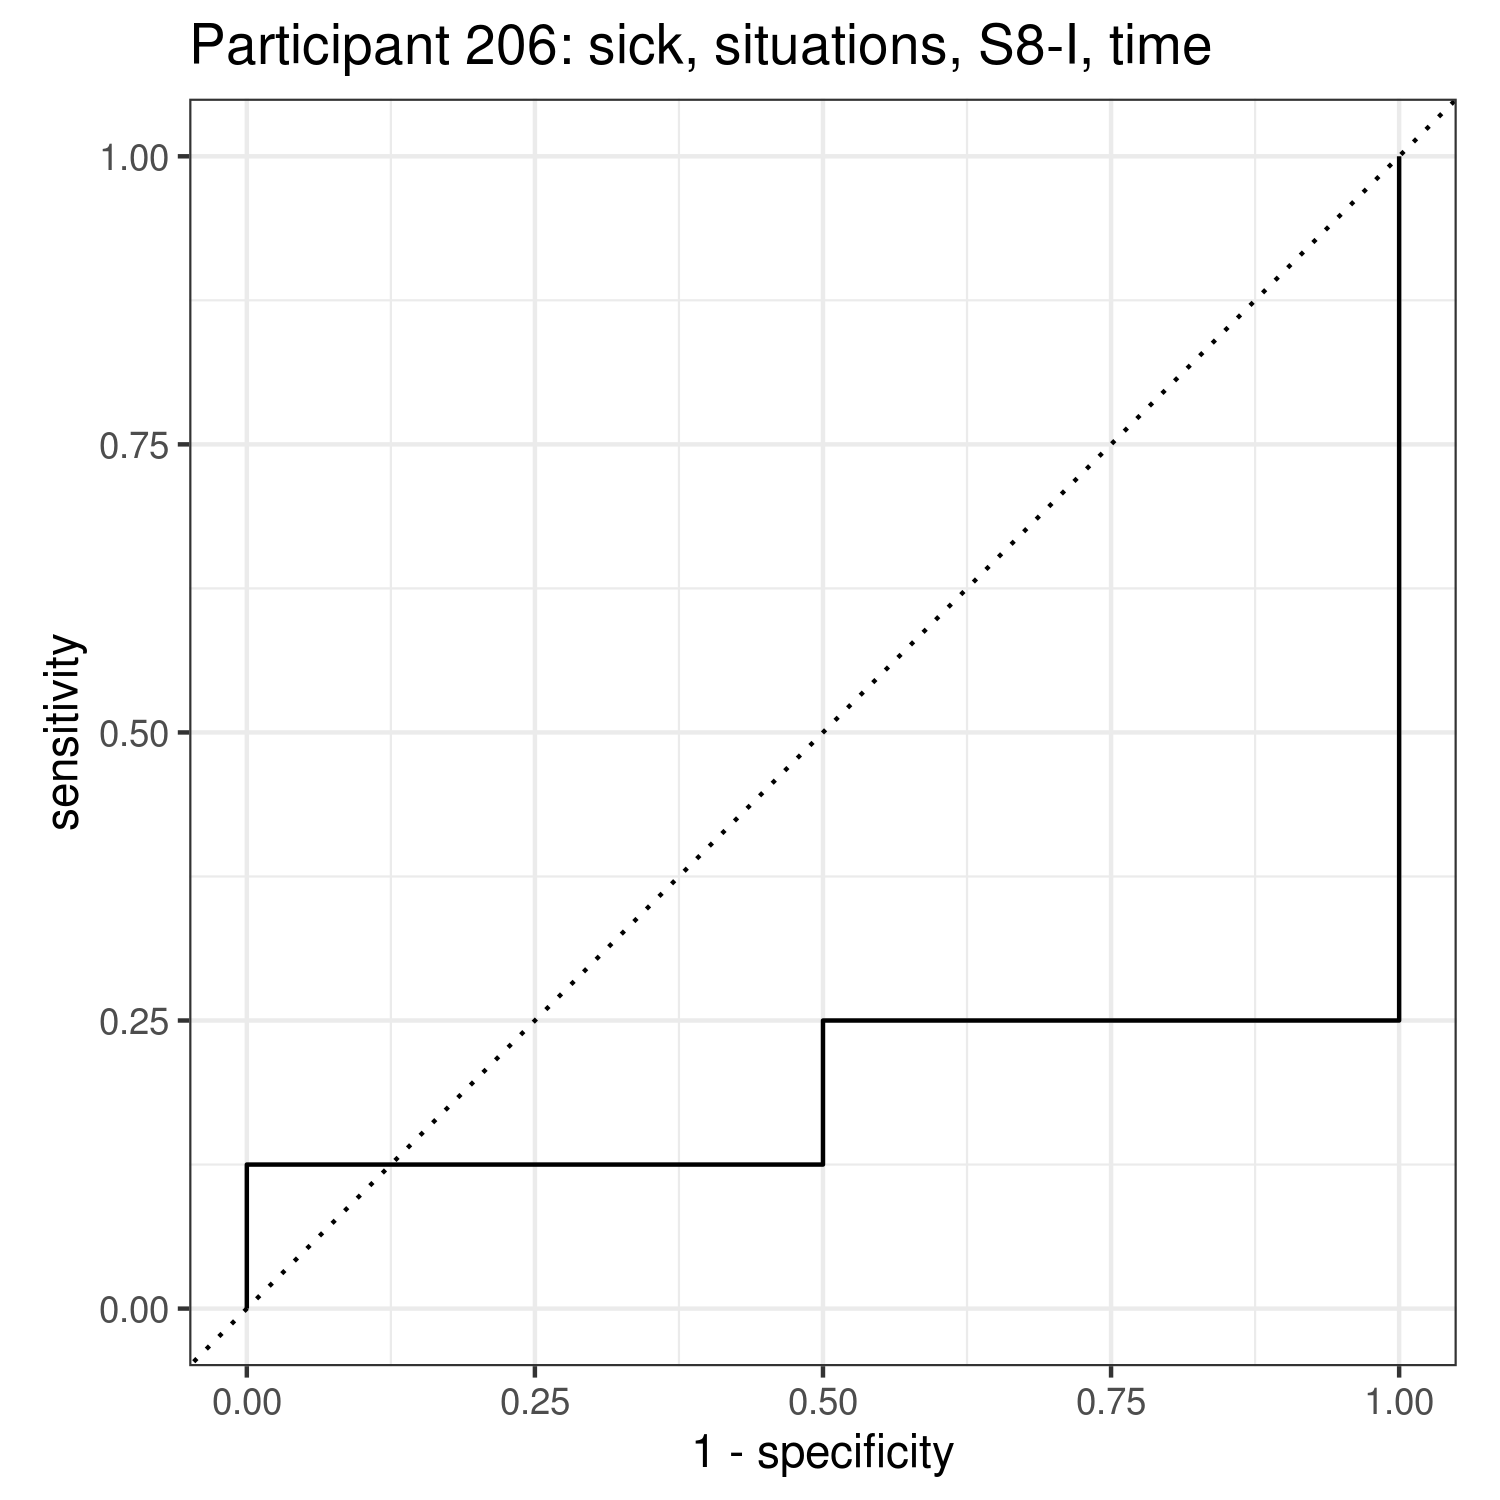 Participant 206: sick, situations, S8-I, time
1.00
0.75
0.50
0.25
0.00
sensitivity
0.00 0.25 0.50 0.75 1.00
1 - specificity